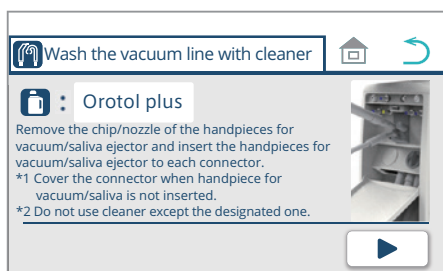 Wash the vacuum line with cleaner
: Orotol plus
Remove the chip/nozzle of the handpieces for
vacuum/saliva ejector and insert the handpieces for
vacuum/saliva ejector to each connector.
*1 Cover the connector when handpiece for
vacuum/saliva is not inserted.
*2 Do not use cleaner except the designated one.